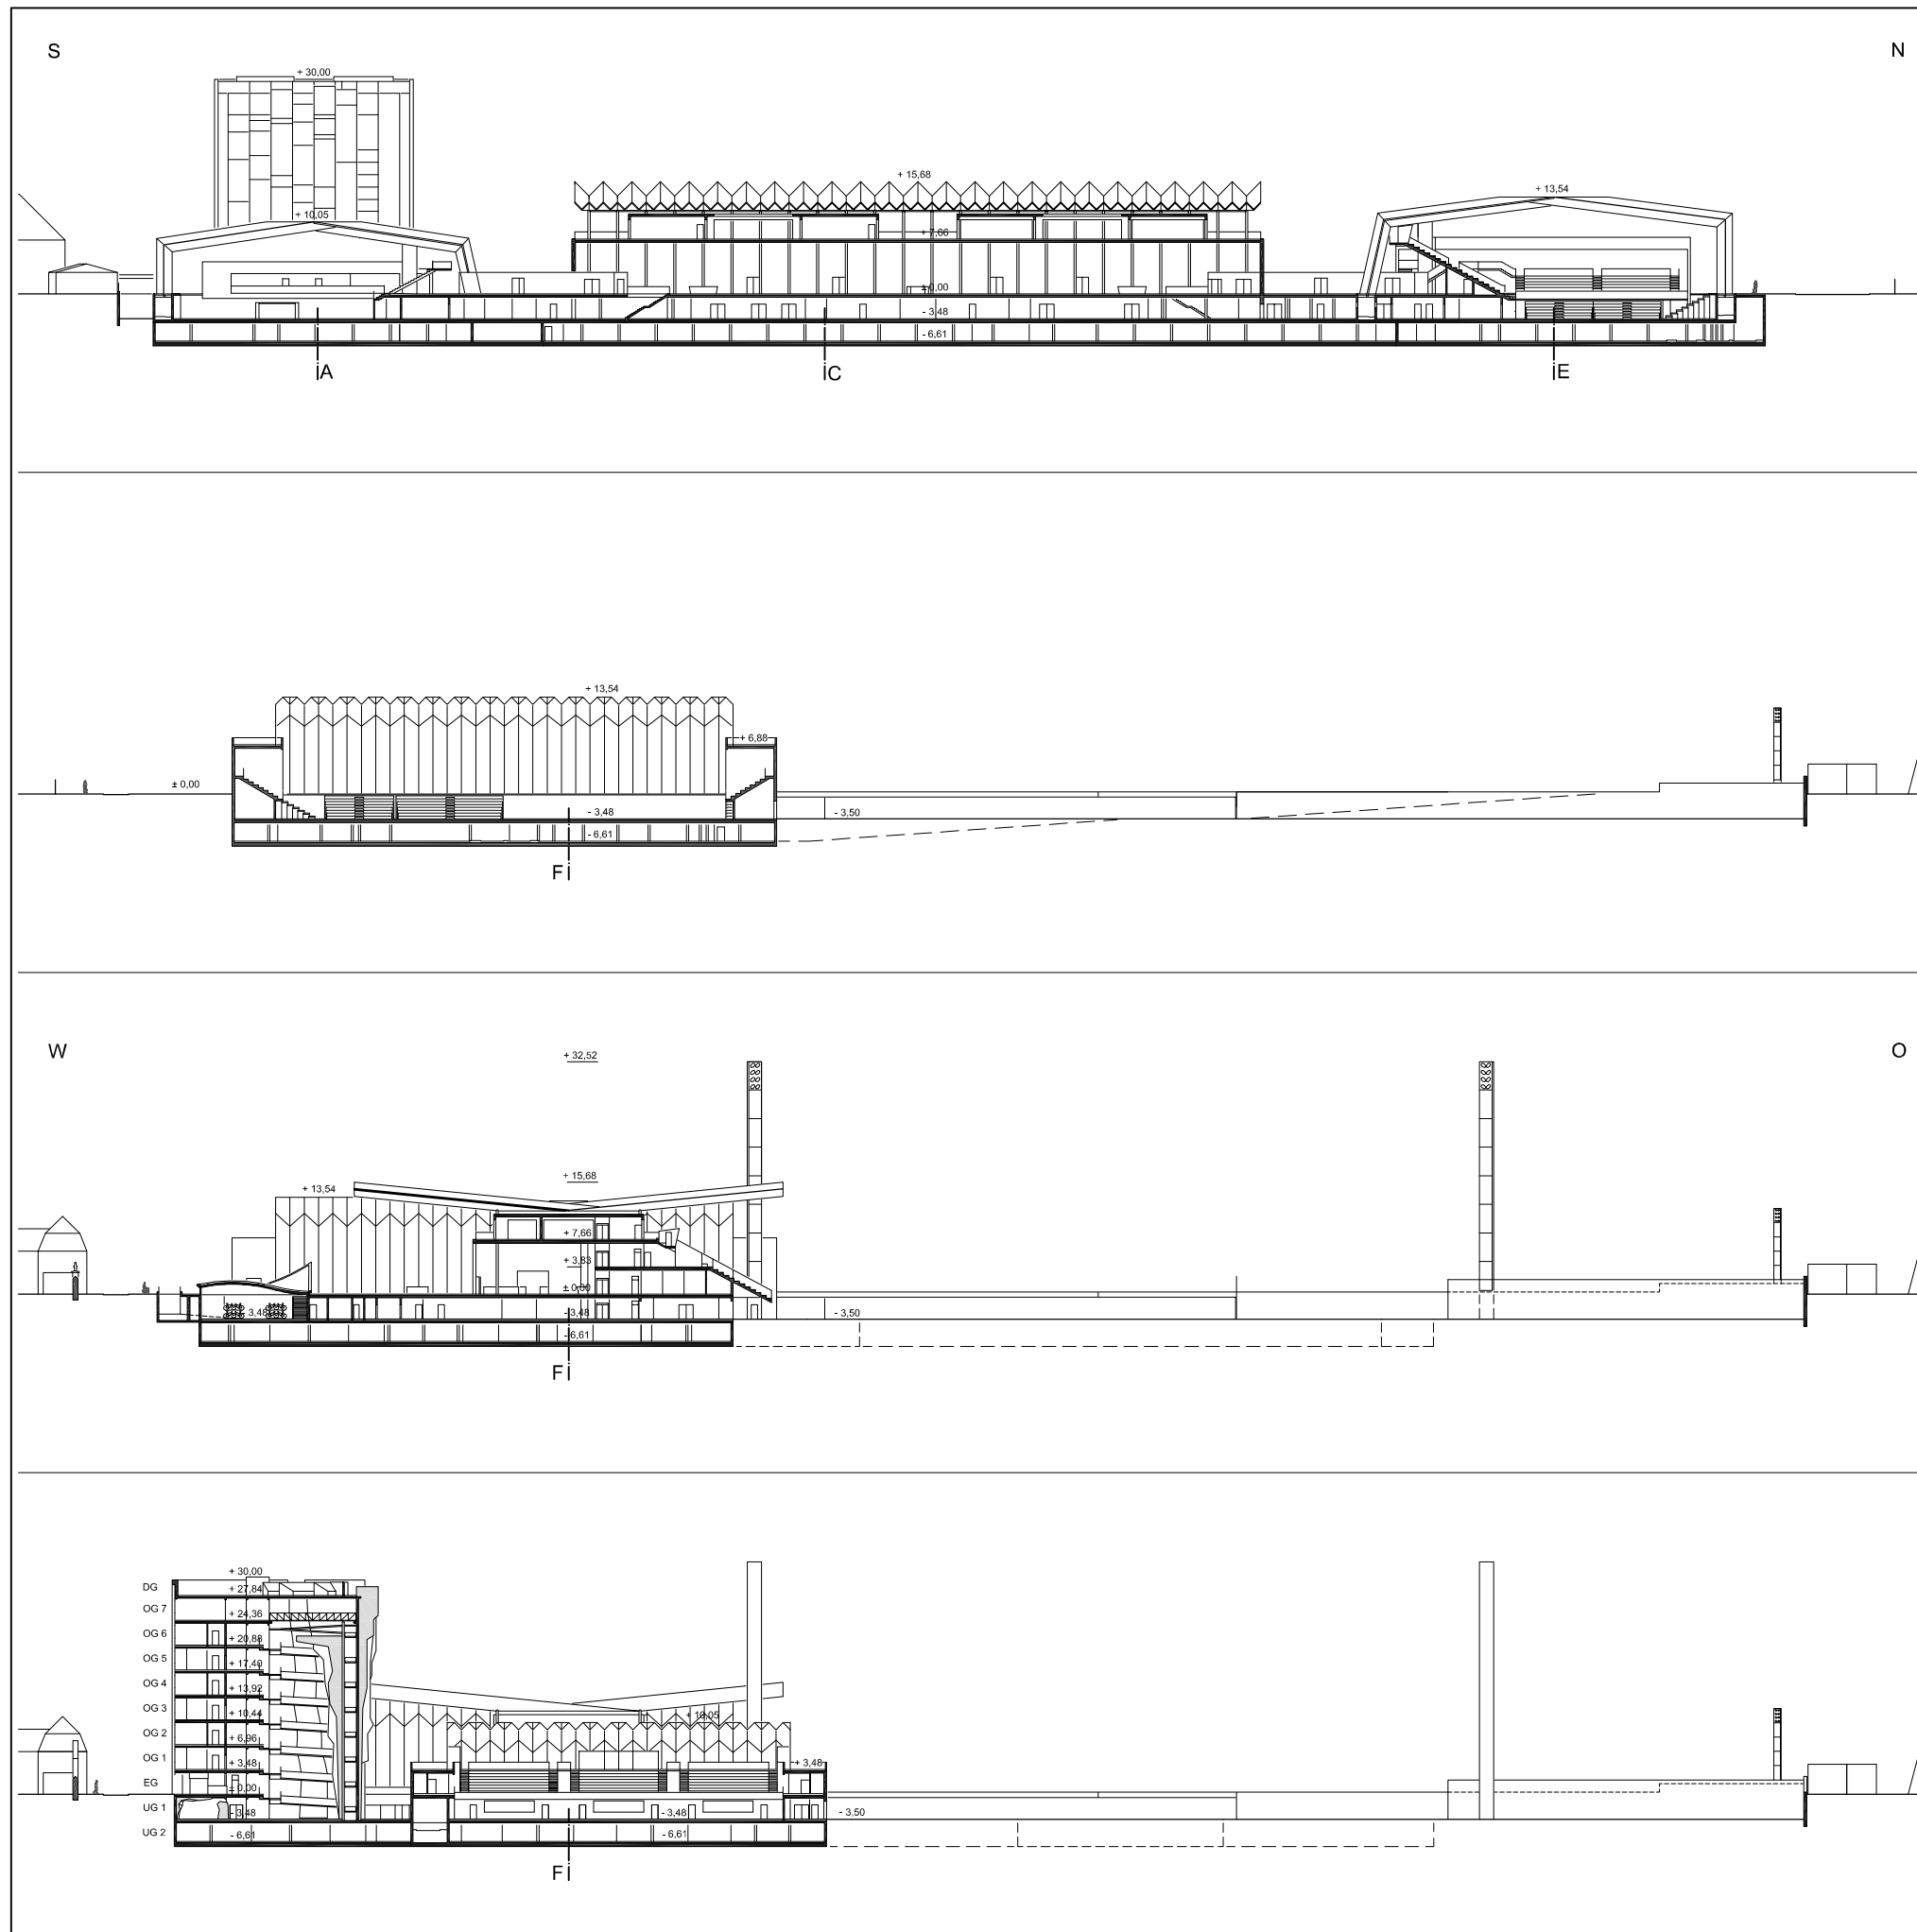 S
N
+ 30,00
+ 15,68
+ 13,54
+ 10,05
+ 7,66
± 0,00
- 3,48
- 6,61
A
C
E
+ 13,54
+ 6,88
± 0,00
- 3,48
- 3,50
- 6,61
F
W
O
+ 32,52
+ 15,68
+ 13,54
+ 7,66
+ 3,83
± 0,00
- 3,48
- 3,48
- 3,50
- 6,61
F
+ 30,00
DG
+ 27,84
OG 7
+ 24,36
OG 6
+ 20,88
OG 5
+ 17,40
OG 4
+ 13,92
OG 3
+ 10,44
+ 10,05
OG 2
+ 6,96
OG 1
+ 3,48
+ 3,48
EG
± 0,00
UG 1
- 3,48
- 3,48
- 3,50
UG 2
- 6,61
- 6,61
F